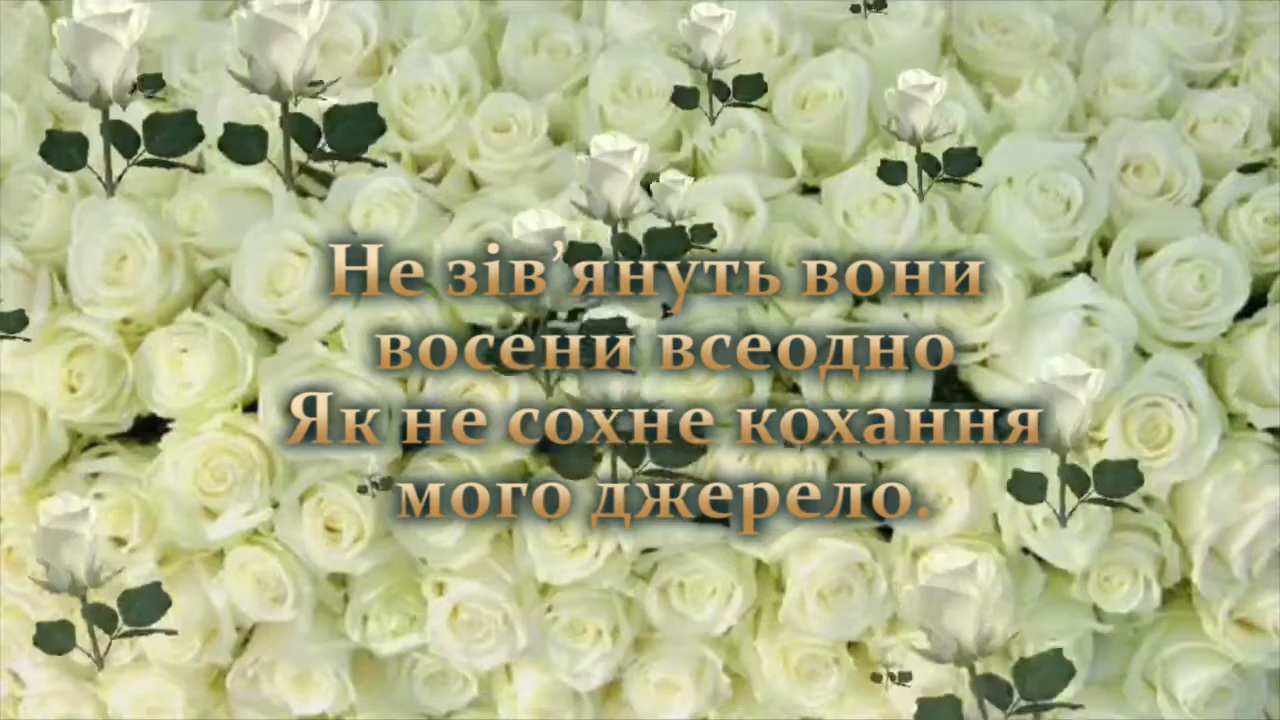 Не зів’януть вони
восени всеодно
Як не сохне кохання
мого джерело.